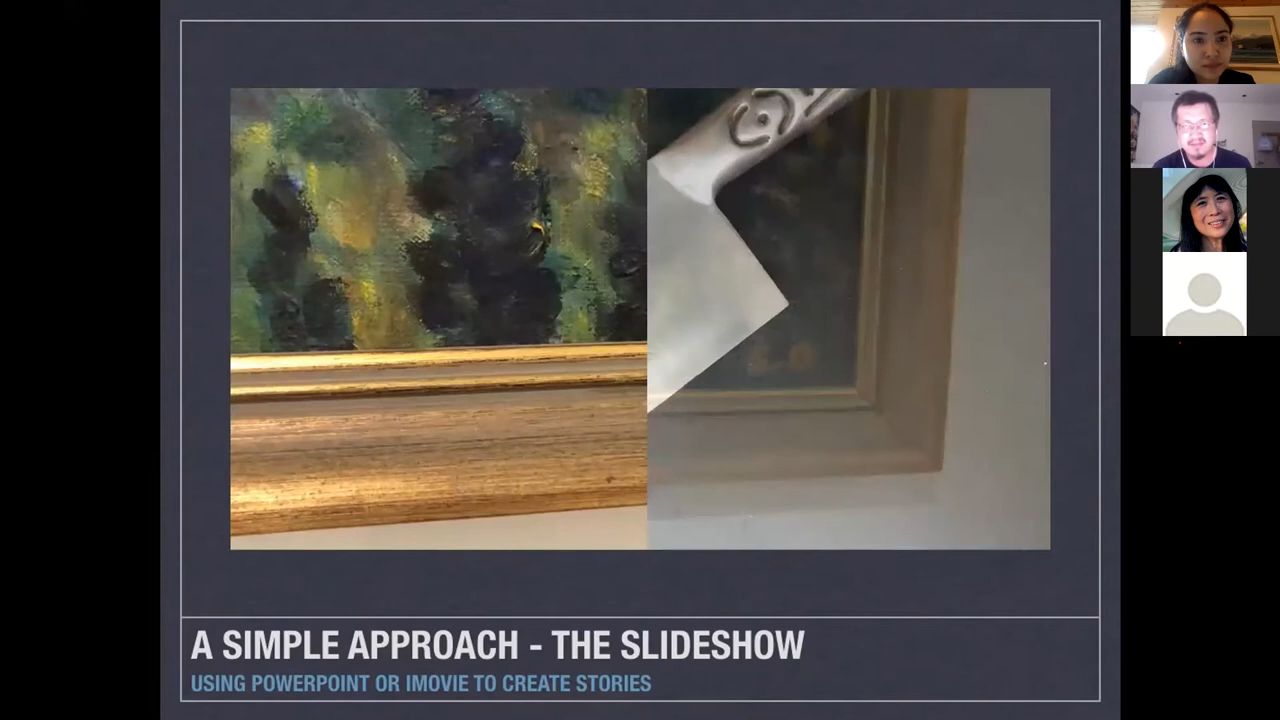 A SIMPLE APPROACH - THE SLIDESHOW
USING POWERPOINT OR IMOVIE TO CREATE STORIES